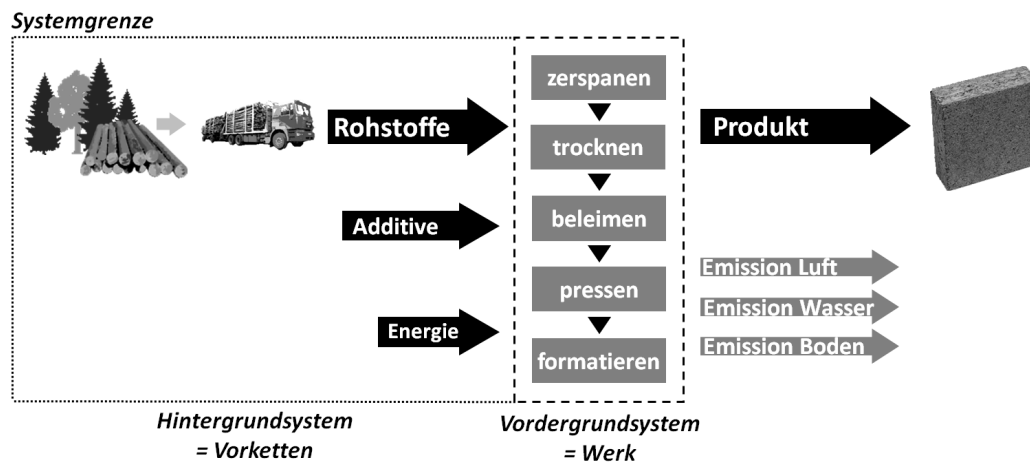 Systemgrenze
Rohstoffe
Additive
Energie
zerspanen
trocknen
beleimen
pressen
formatieren
Produkt
Emission Luft
Emission Wasser
Emission Boden
Hintergrundsystem
= Vorketten
Vordergrundsystem
= Werk